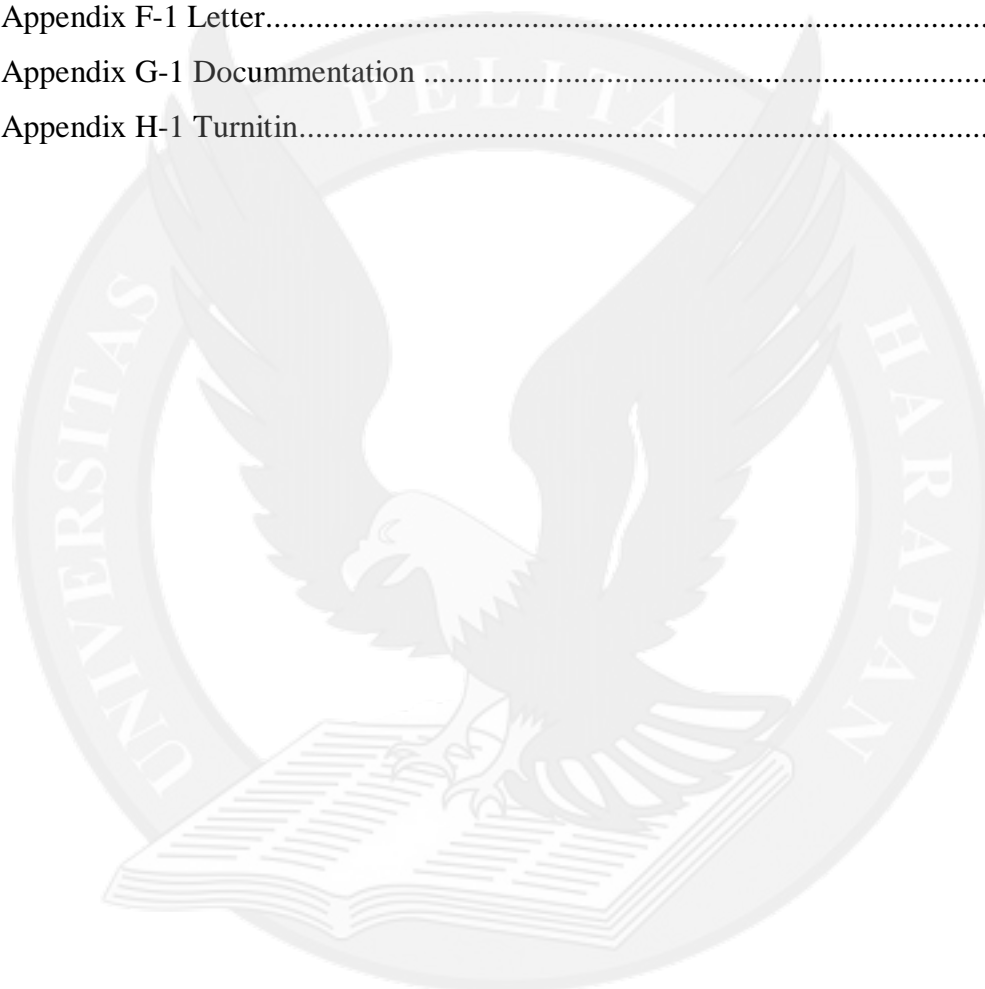 Appendix F-1 Letter....................................................................................................
Appendix G-1 Docummentation ....................................................................................
Appendix H-1 Turnitin................................................................................................
UNIVERSITAS PELITA HARAPAN